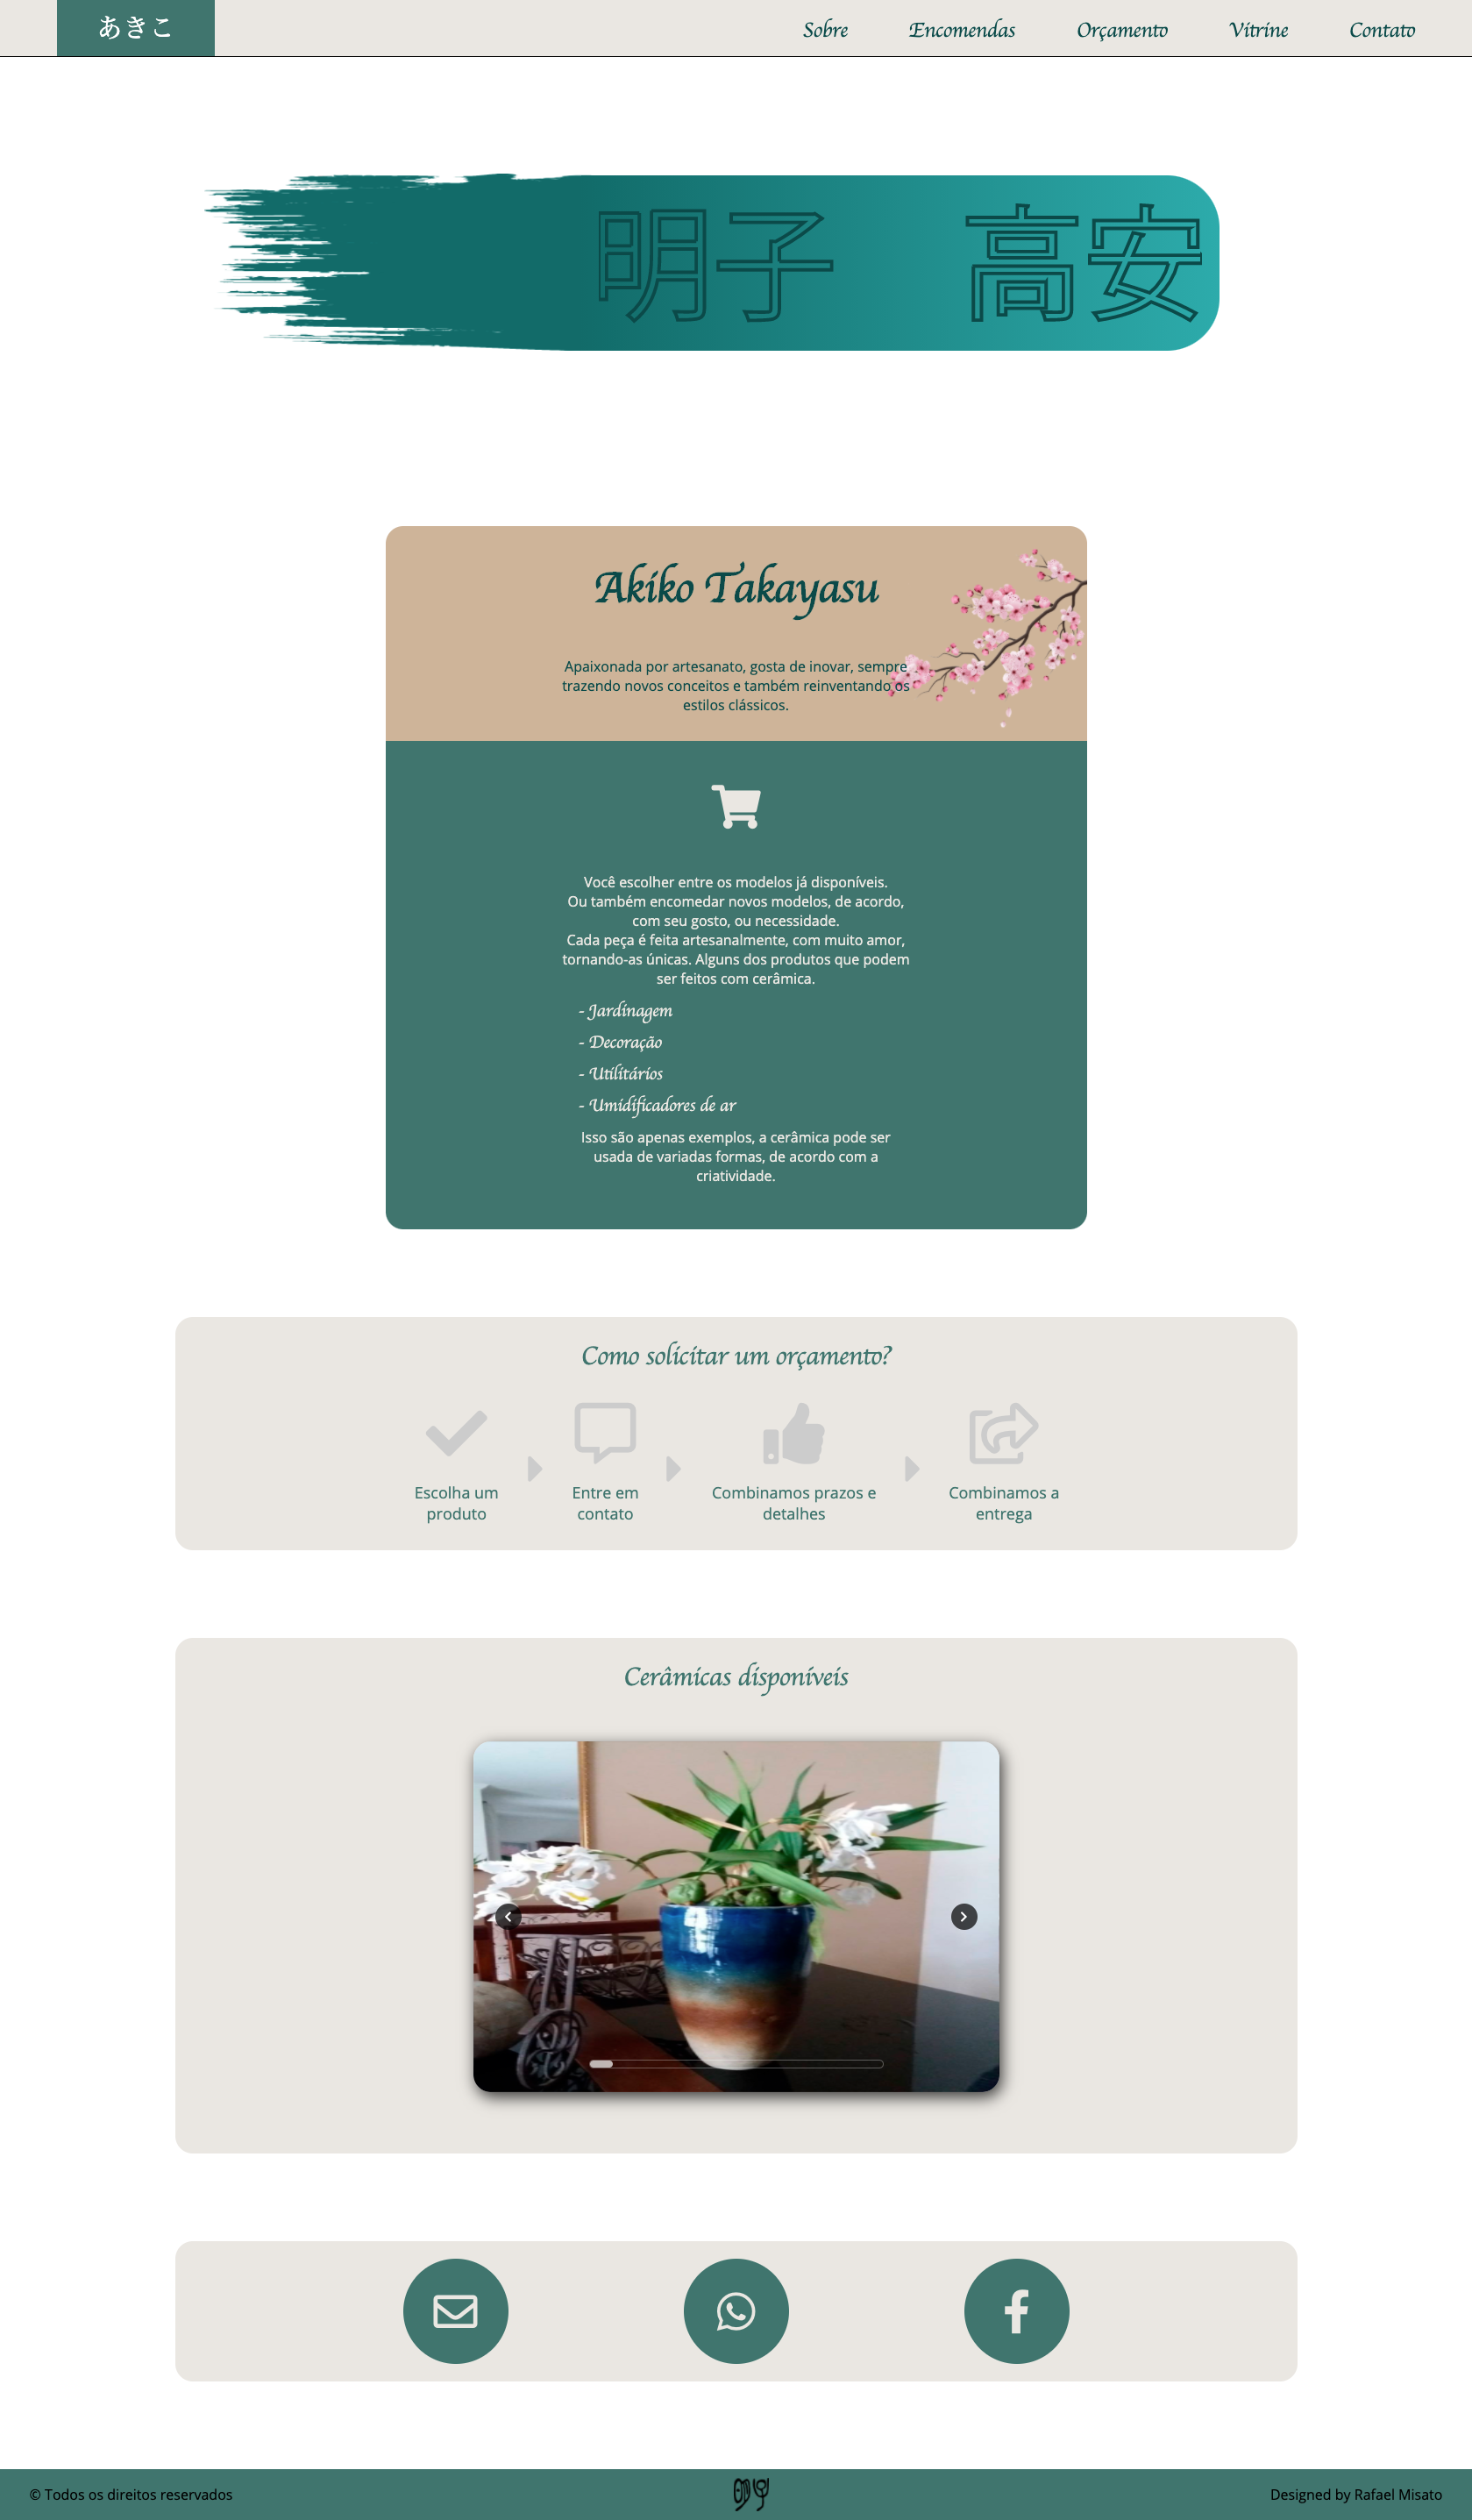 あきこ
Sobre
Encomendas
Orçamento
Vitrine
Contato
明子 高安
Akiko Takayasu
Apaixonada por artesanato, gosta de inovar, sempre
trazendo novos conceitos e também reinventando os
estilos clássicos.
Você escolher entre os modelos já disponíveis.
Ou também encomedar novos modelos, de acordo,
com seu gosto, ou necessidade.
Cada peça é feita artesanalmente, com muito amor,
tornando-as únicas. Alguns dos produtos que podem
ser feitos com cerâmica.
- Jardinagem
- Decoração
- Utilitários
- Umidificadores de ar
Isso são apenas exemplos, a cerâmica pode ser
usada de variadas formas, de acordo com a
criatividade.
Como solicitar um orçamento?
Escolha um
produto
Entre em
contato
Combinamos prazos e
detalhes
Combinamos a
entrega
Cerâmicas disponíveis
© Todos os direitos reservados
Designed by Rafael Misato